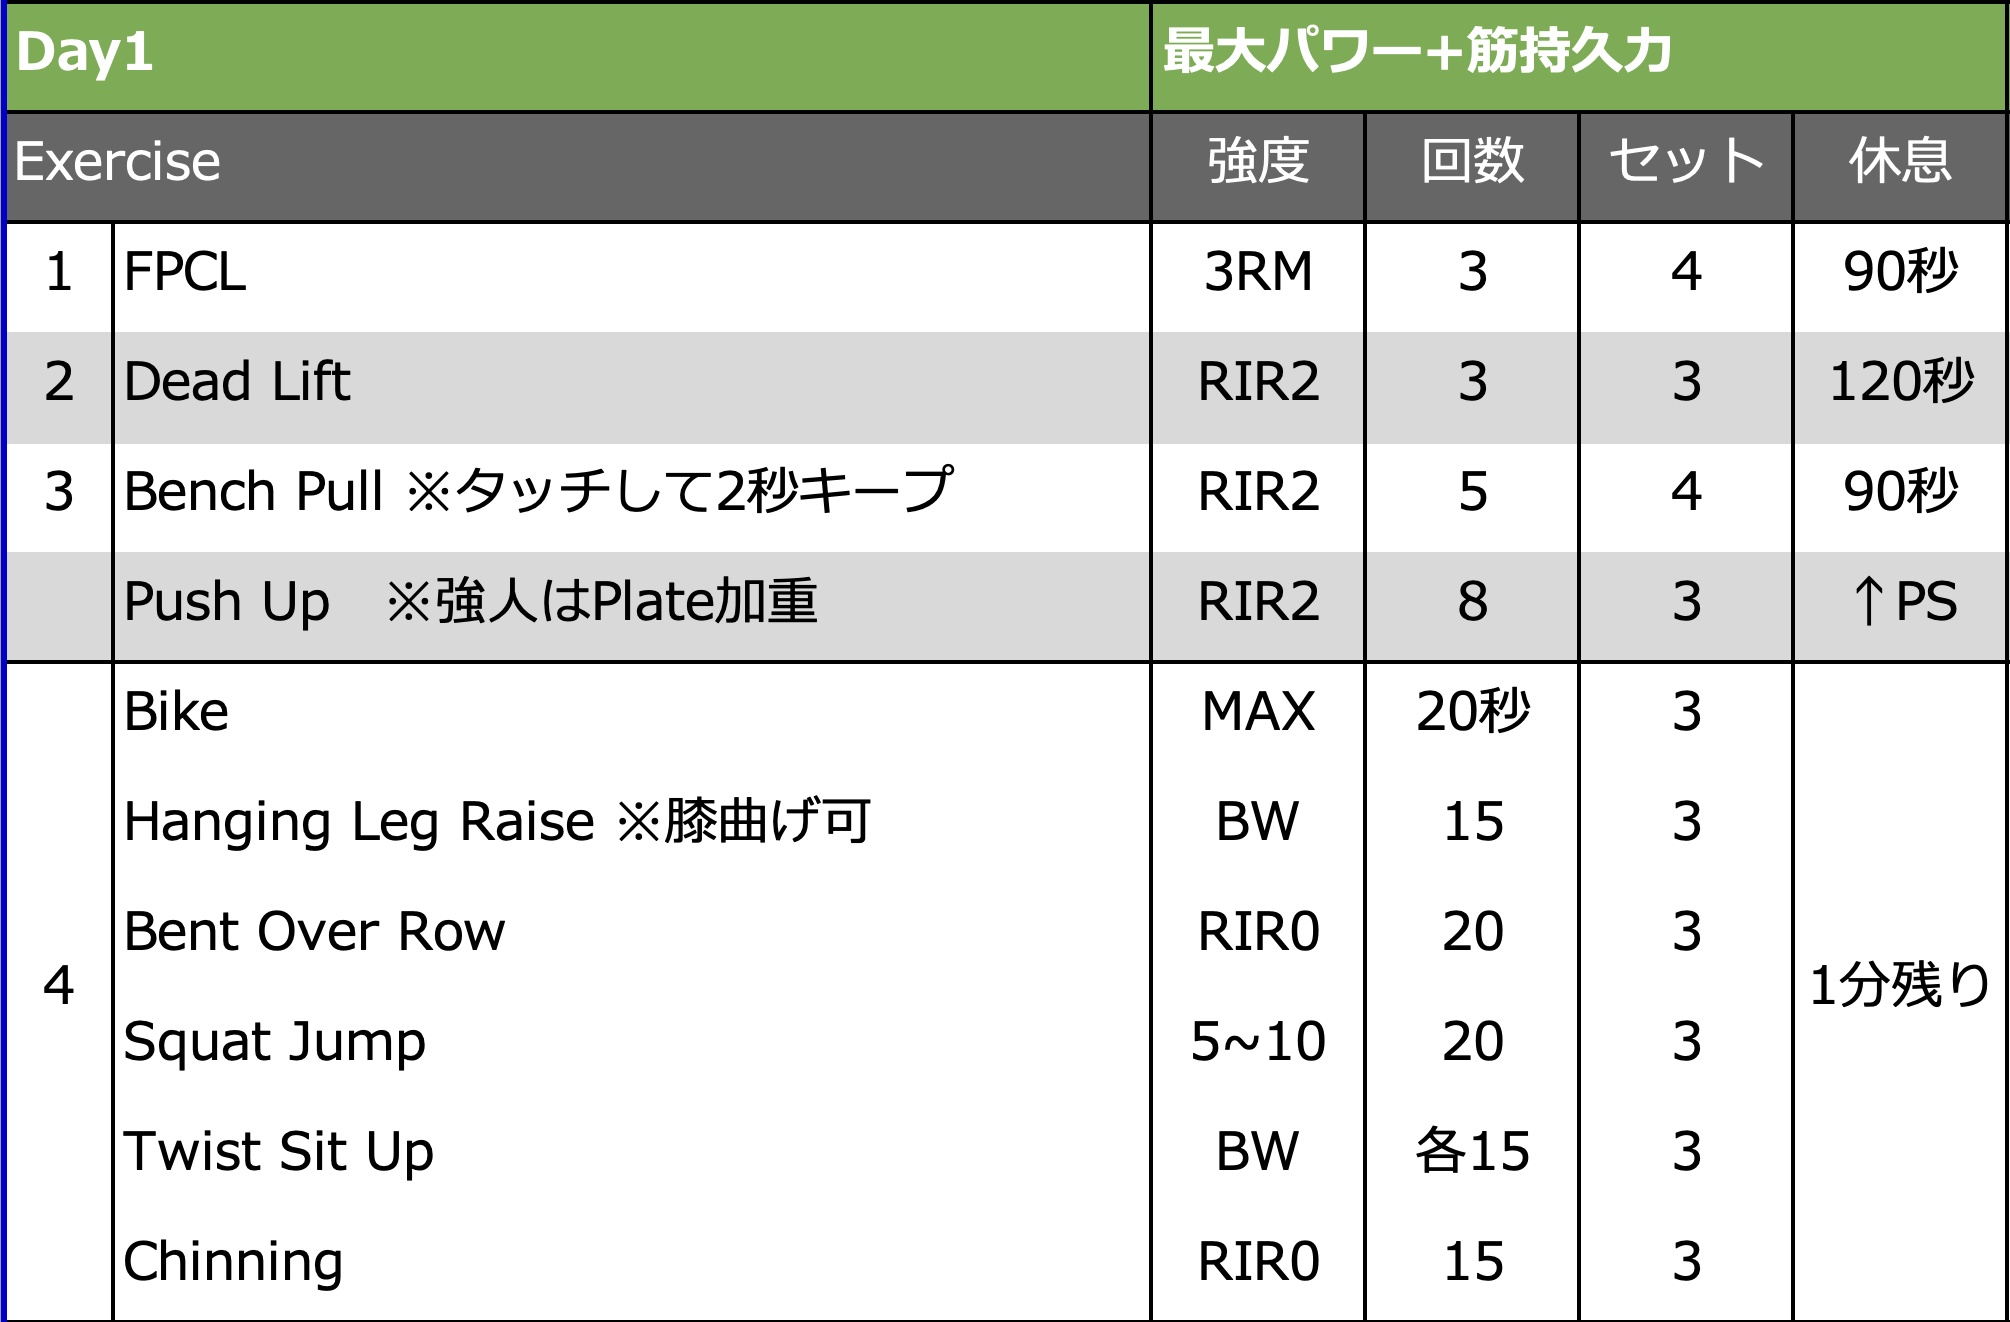 Day1 最大パワー+筋持久力
Exercise 強度 回数 セット 休息
1 FPCL 3RM 3 4 90秒
2 Dead Lift RIR2 3 3 120秒
3 Bench Pull ※タッチして2秒キープ RIR2 5 4 90秒
Push Up ※強人はPlate加重 RIR2 8 3 ↑PS
Bike MAX 20秒 3
Hanging Leg Raise ※膝曲げ可 BW 15 3
Bent Over Row RIR0 20 3
4 1分残り
Squat Jump 5~10 20 3
Twist Sit Up BW 各15 3
Chinning RIR0 15 3